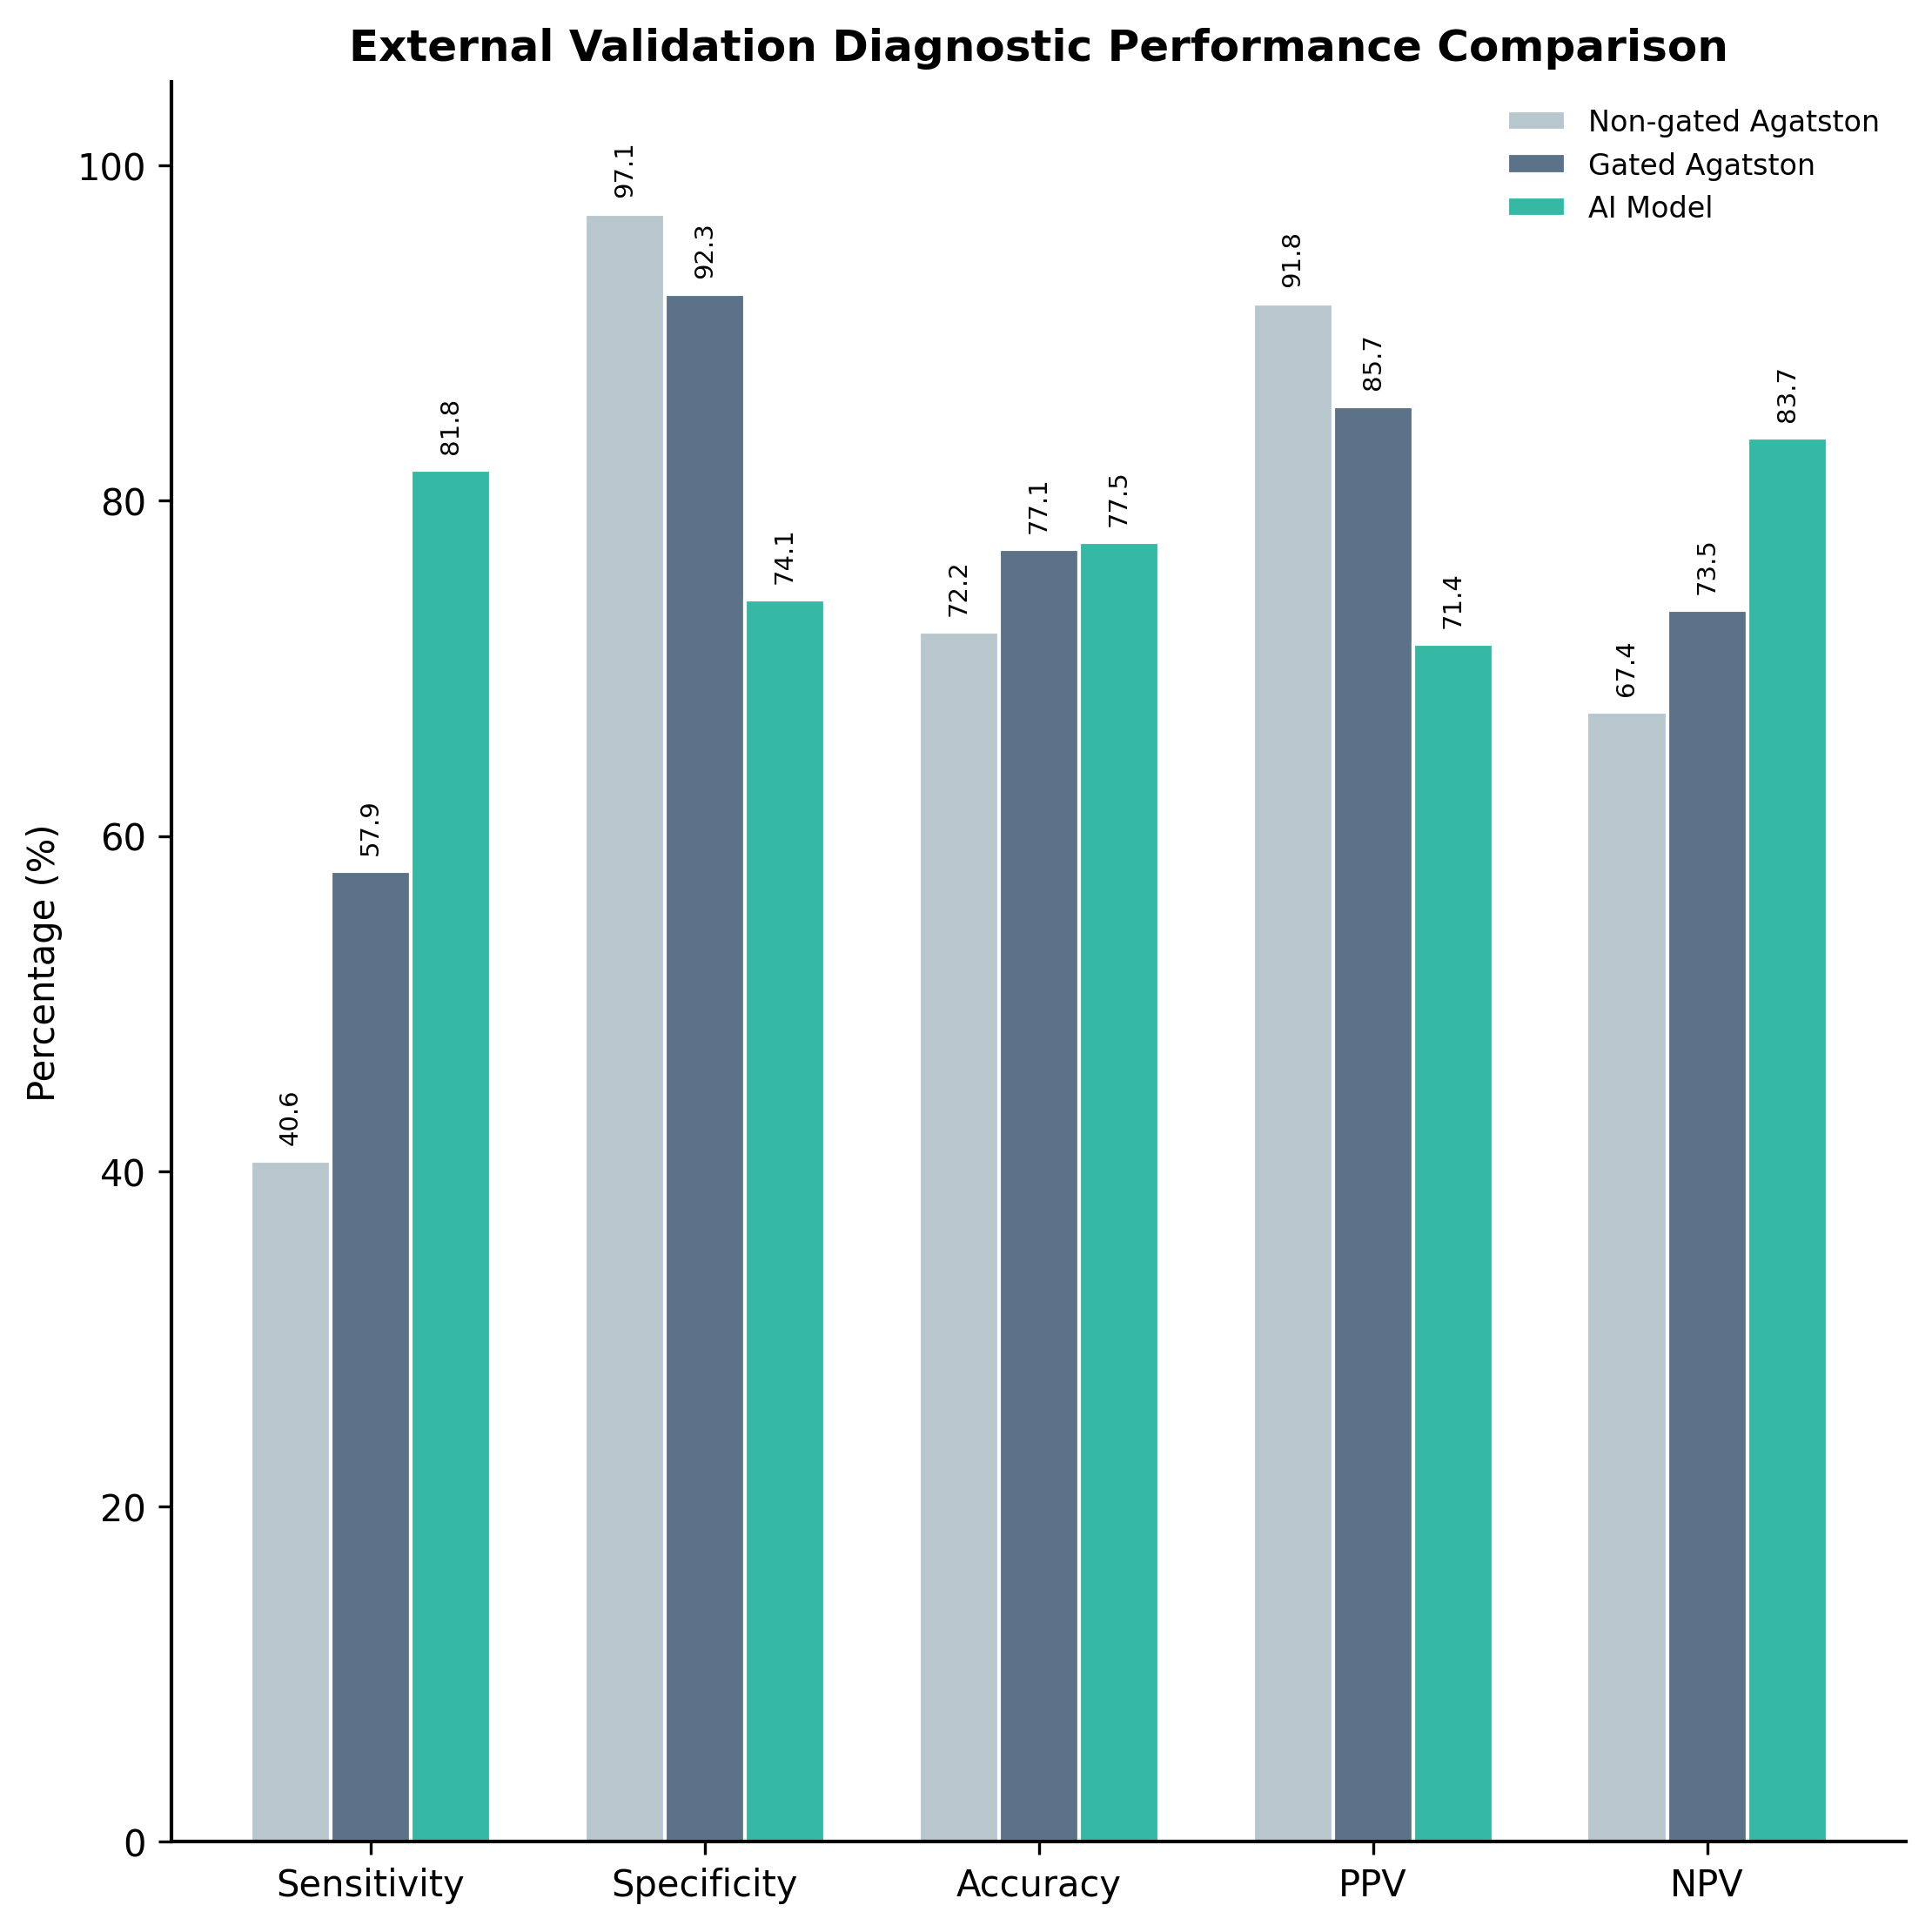 External Validation Diagnostic Performance Comparison
Non-gated Agatston
Gated Agatston
AI Model
Percentage (%)
100
80
60
40
20
0
40.6
57.9
81.8
97.1
92.3
74.1
72.2
77.1
77.5
91.8
85.7
71.4
67.4
73.5
83.7
Sensitivity
Specificity
Accuracy
PPV
NPV